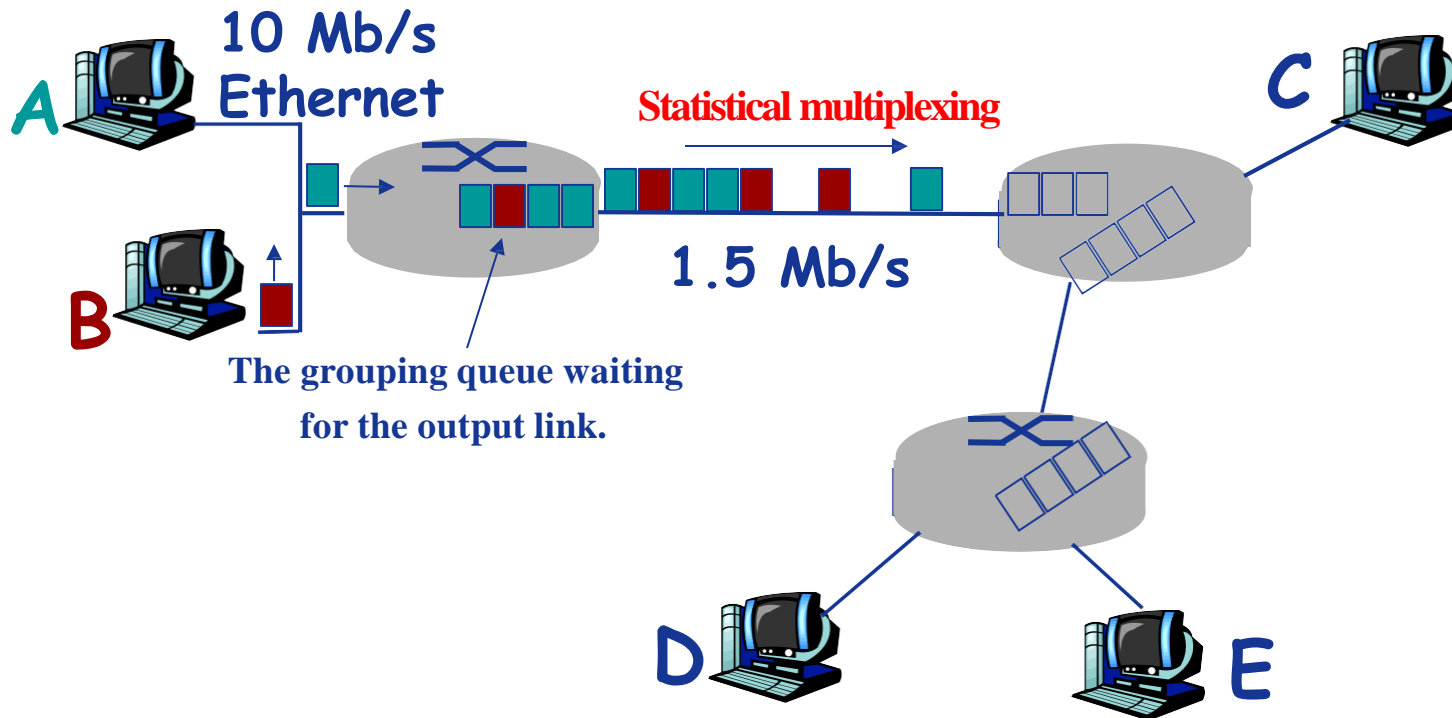 10 Mb/s
Ethernet
A
Statistical multiplexing
C
1.5 Mb/s
B
The grouping queue waiting
for the output link.
D
E